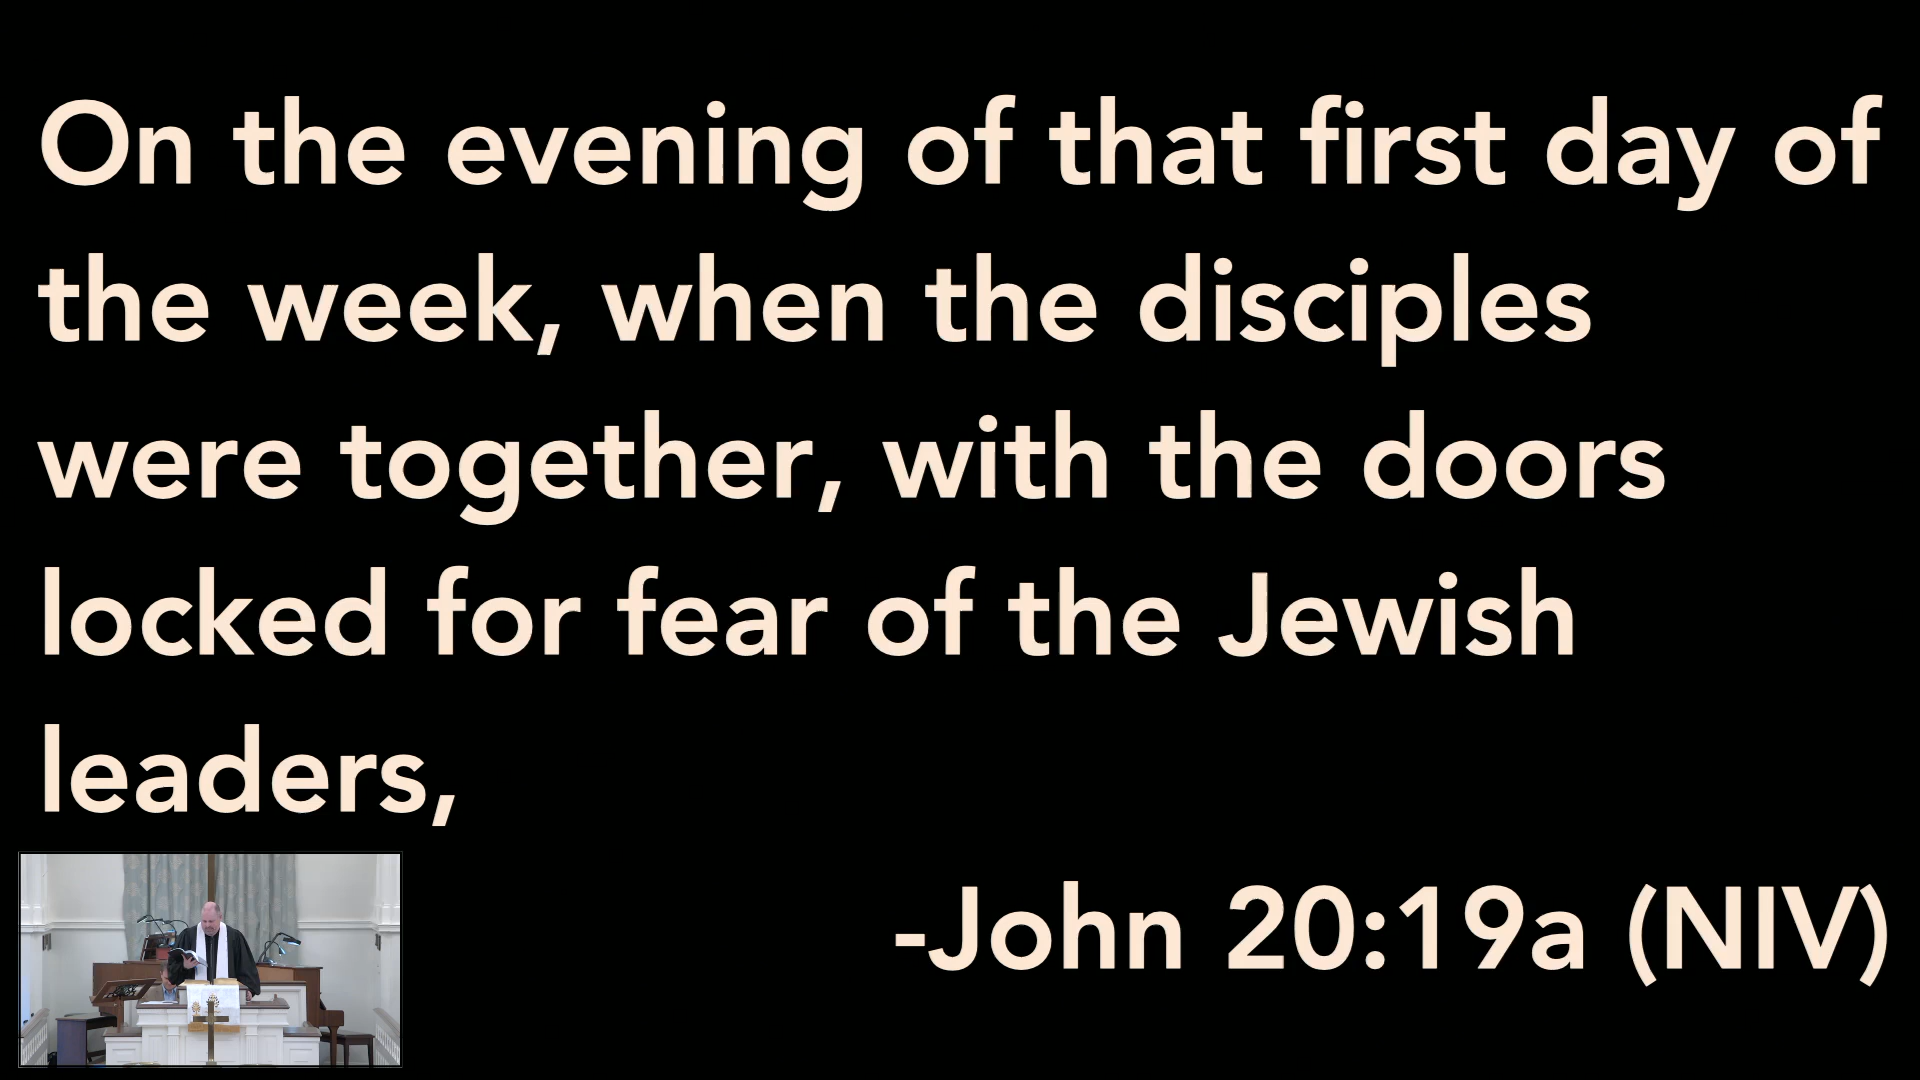 On the evening of that first day of
the week, when the disciples
were together, with the doors
locked for fear of the Jewish
leaders,
-John 20:19a (NIV)